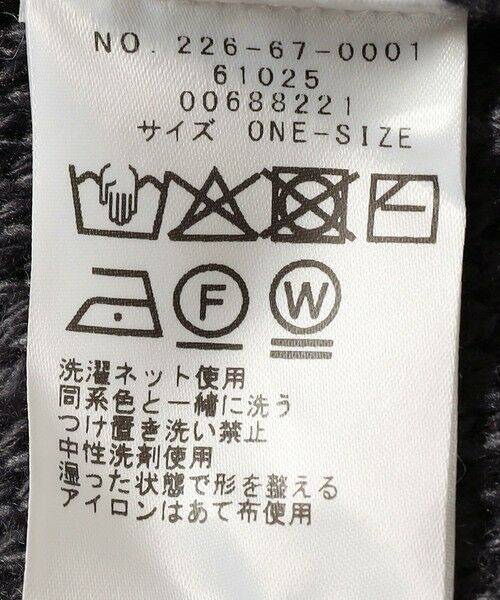 NO. 226-67-0001
61025
00688221
サイズ ONE-SIZE
F W
洗濯ネット使用
同系色と一緒に洗う
つけ置き洗い禁止
中性洗剤使用
湿った状態で形を整える
アイロンはあて布使用